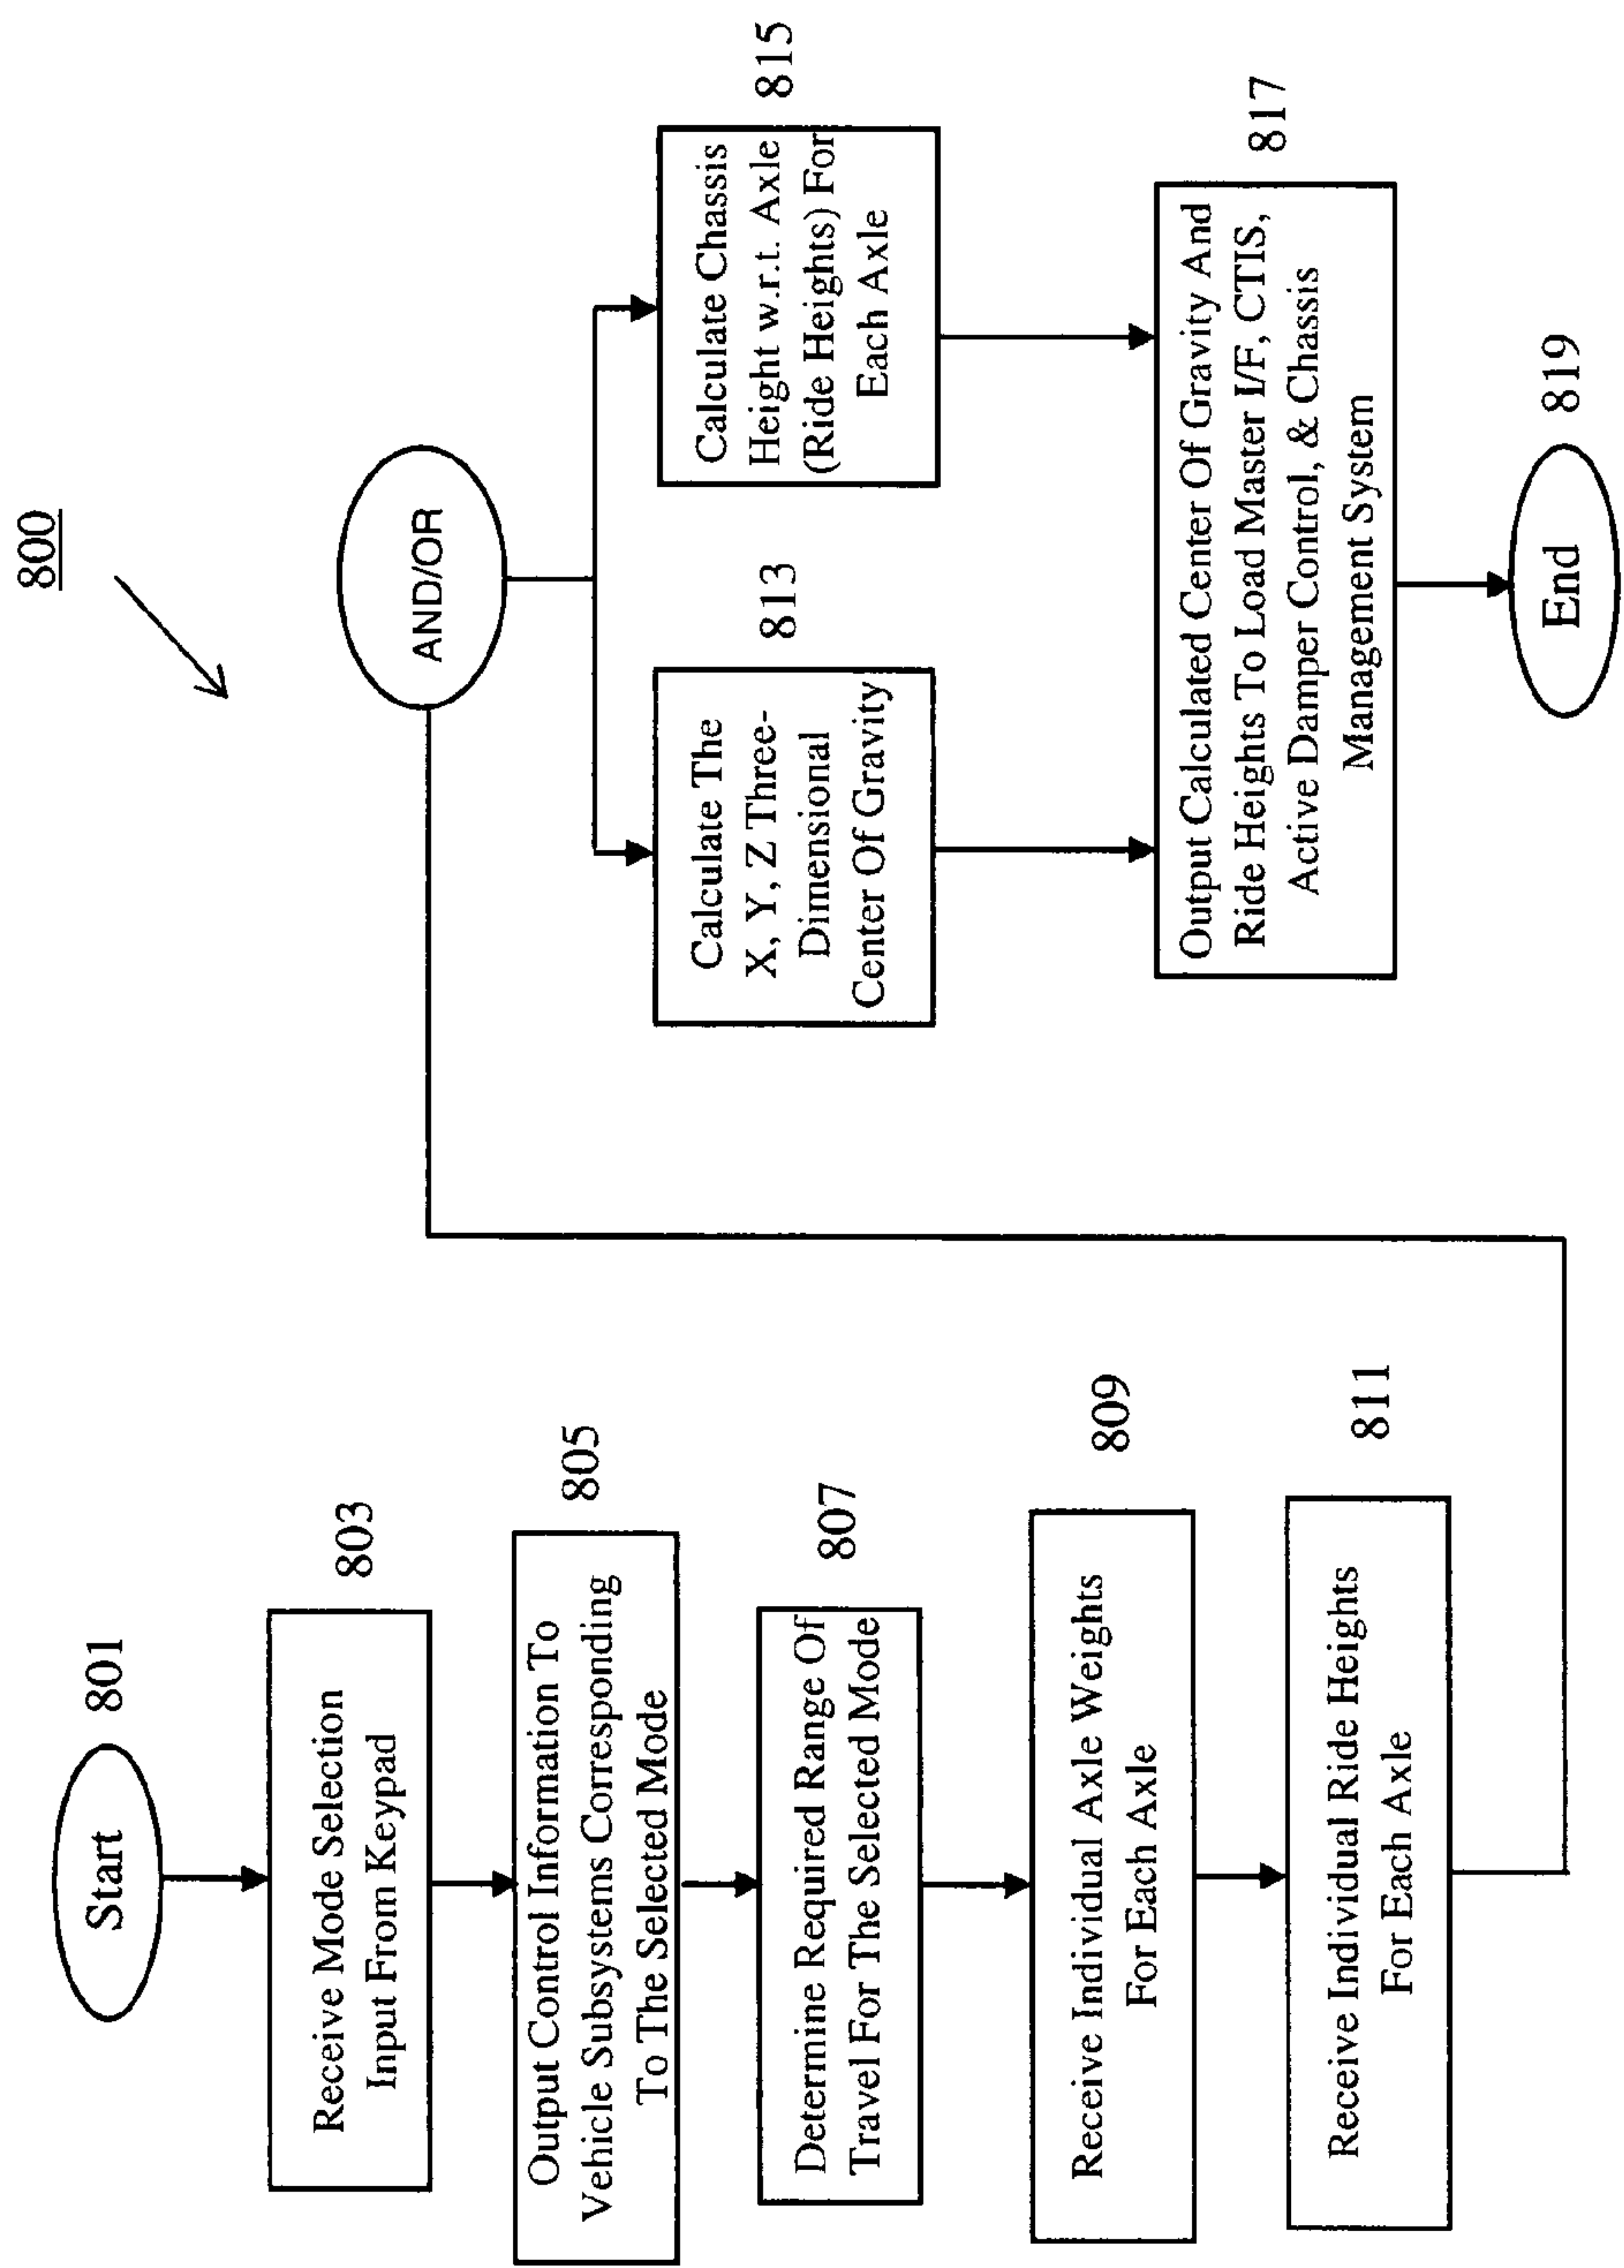 800
Start
801
Receive Mode Selection
Input From Keypad
803
Output Control Information To
Vehicle Subsystems Corresponding
To The Selected Mode
805
Determine Required Range Of
Travel For The Selected Mode
807
Receive Individual Axle Weights
For Each Axle
809
Receive Individual Ride Heights
For Each Axle
811
AND/OR
Calculate The
X, Y, Z Three-
Dimensional
Center Of Gravity
813
Calculate Chassis
Height w.r.t. Axle
(Ride Heights) For
Each Axle
815
Output Calculated Center Of Gravity And
Ride Heights To Load Master I/F, CTIS,
Active Damper Control, & Chassis
Management System
817
End
819